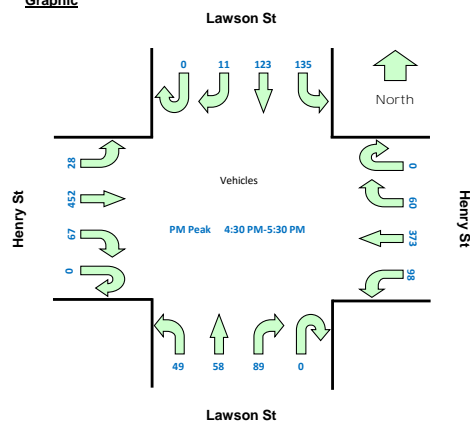 Graphic
Lawson St
0 11 123 135
North
28
452
67
0
Henry St
Vehicles
PM Peak 4:30 PM-5:30 PM
0
60
373
98
Henry St
49 58 89 0
Lawson St